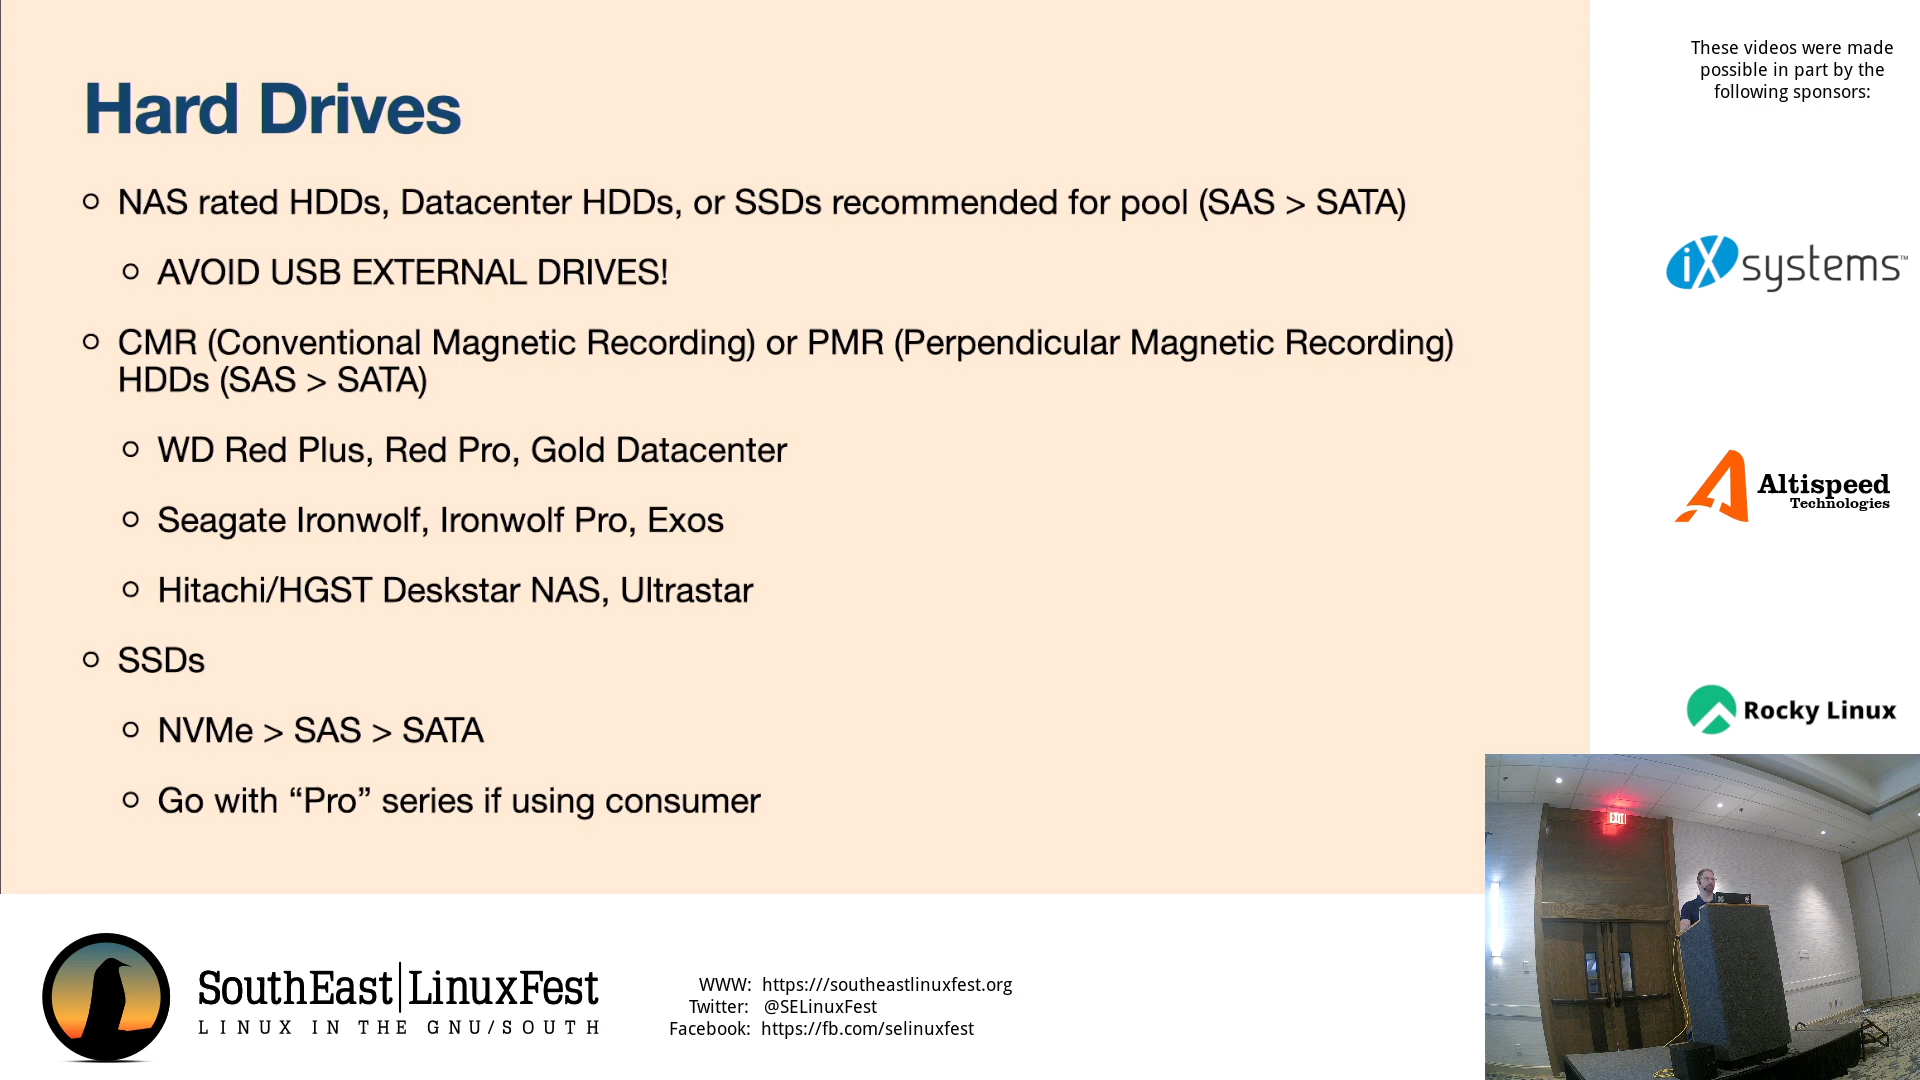 Hard Drives
NAS rated HDDs, Datacenter HDDs, or SSDs recommended for pool (SAS > SATA)
AVOID USB EXTERNAL DRIVES!
CMR (Conventional Magnetic Recording) or PMR (Perpendicular Magnetic Recording)
HDDs (SAS > SATA)
WD Red Plus, Red Pro, Gold Datacenter
Seagate Ironwolf, Ironwolf Pro, Exos
Hitachi/HGST Deskstar NAS, Ultrastar
SSDs
NVMe > SAS > SATA
Go with “Pro” series if using consumer
These videos were made
possible in part by the
following sponsors:
iXsystems™
Altispeed
Technologies
Rocky Linux
EXIT
SouthEast|LinuxFest
LINUX IN THE GNU/SOUTH
WWW: https:///southeastlinuxfest.org
Twitter: @SELinuxFest
Facebook: https://fb.com/selinuxfest